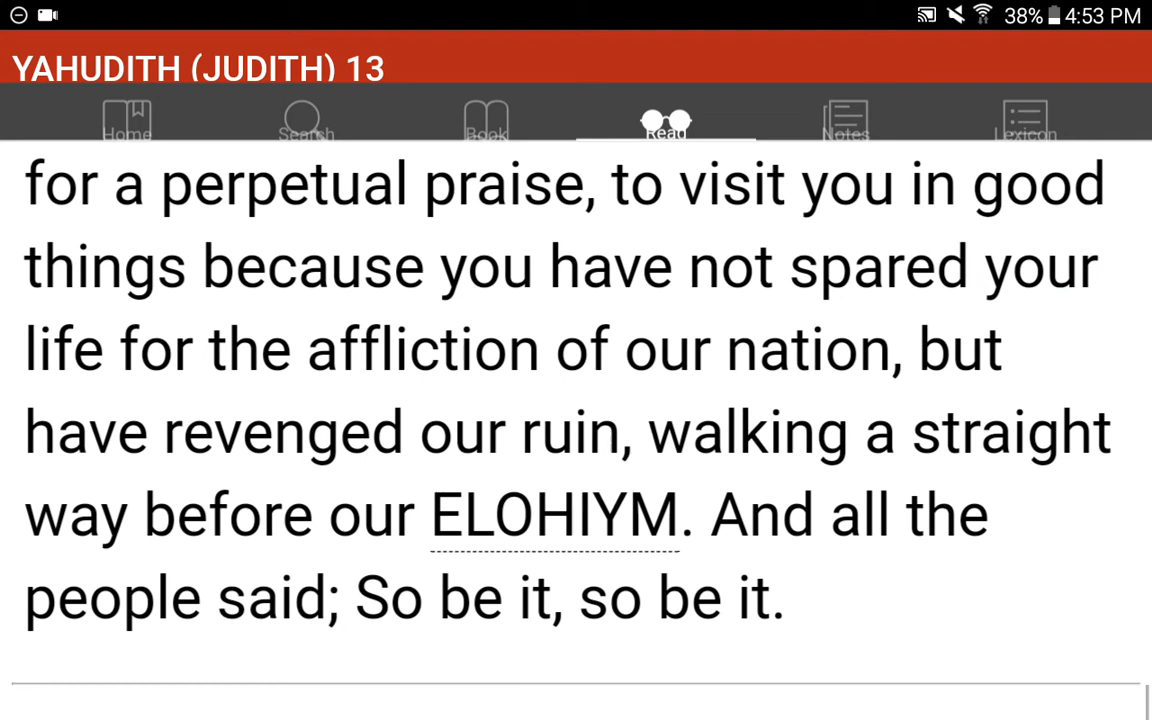 38% 4:53 PM
YAHUDITH (JUDITH) 13
Home Search Book Read Notes Lexicon
for a perpetual praise, to visit you in good
things because you have not spared your
life for the affliction of our nation, but
have revenged our ruin, walking a straight
way before our ELOHIYM. And all the
people said; So be it, so be it.